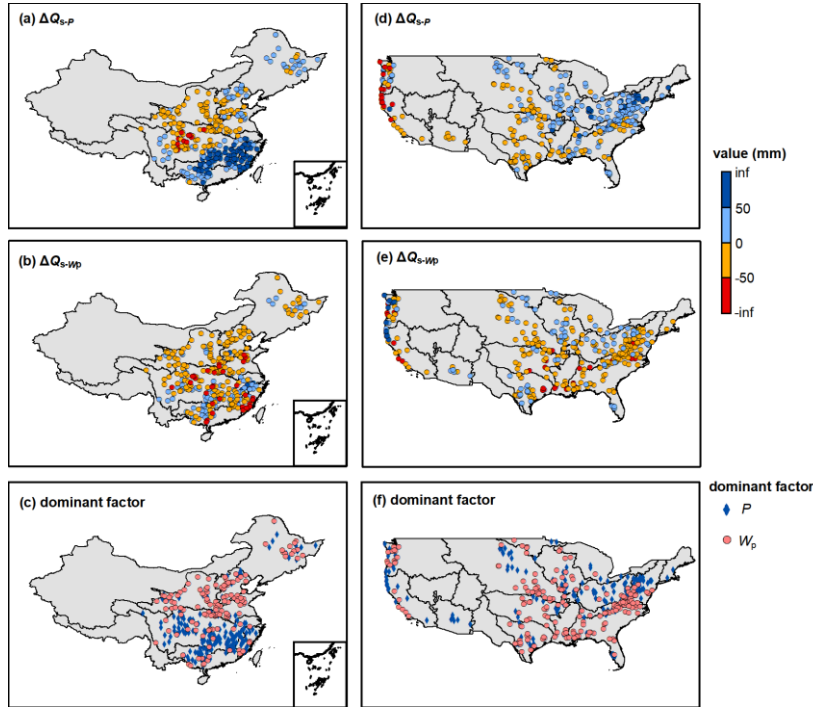 (a) ΔQs-P
(d) ΔQs-P
value (mm)
inf
50
0
-50
-inf
(b) ΔQs-Wp
(e) ΔQs-Wp
(c) dominant factor
(f) dominant factor
dominant factor
P
Wp